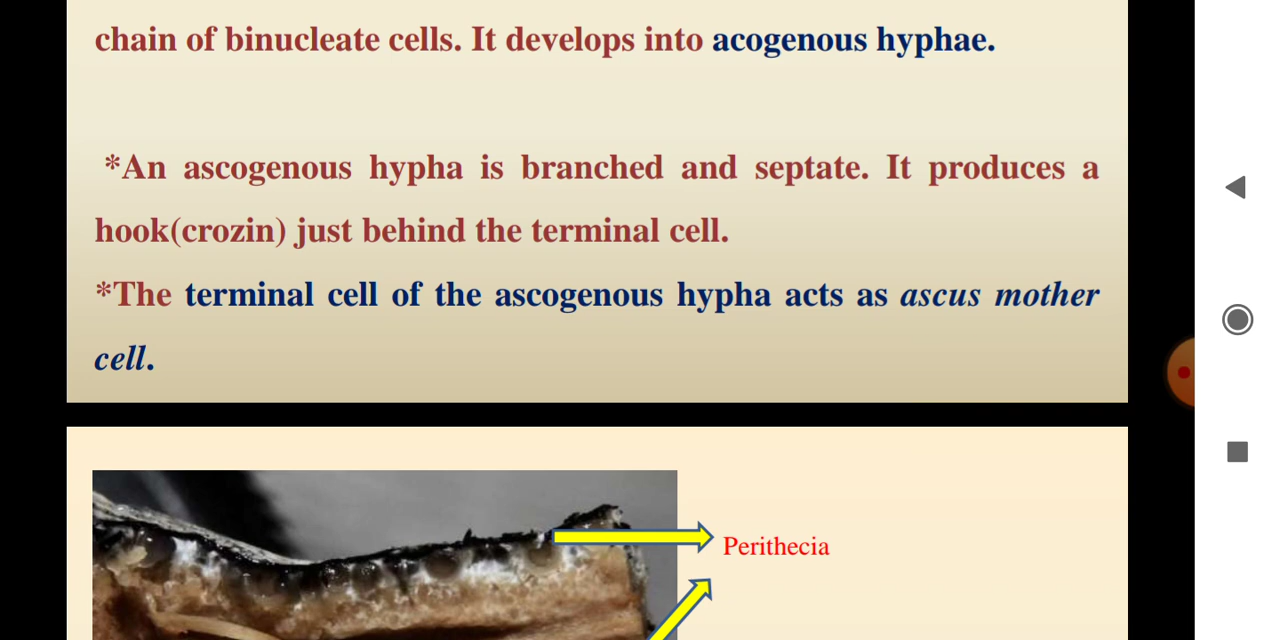 chain of binucleate cells. It develops into acogenous hyphae.
*An ascogenous hypha is branched and septate. It produces a
hook(crozin) just behind the terminal cell.
*The terminal cell of the ascogenous hypha acts as ascus mother
cell.
Perithecia